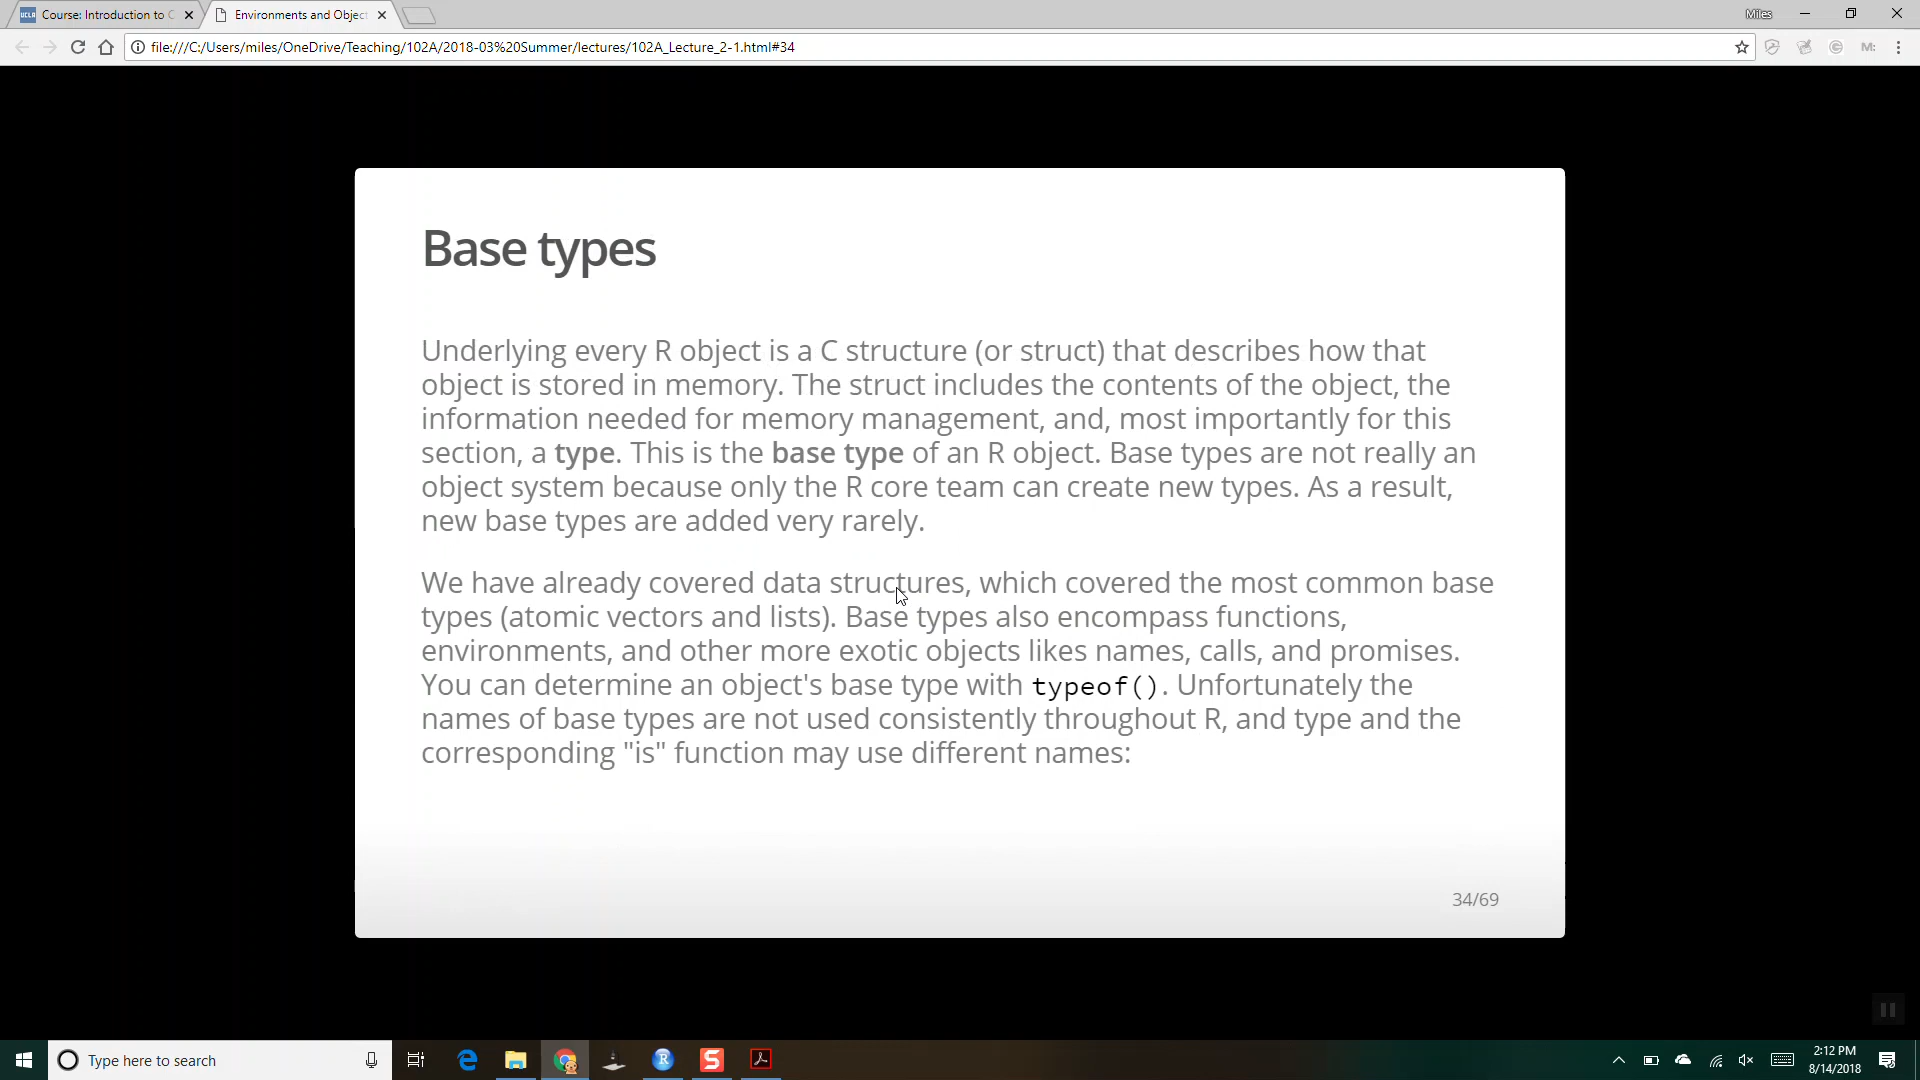 Course: Introduction to C
Environments and Object
Miles
file:///C:/Users/miles/OneDrive/Teaching/102A/2018-03%20Summer/lectures/102A_Lecture_2-1.html#34
M:
Base types
Underlying every R object is a C structure (or struct) that describes how that
object is stored in memory. The struct includes the contents of the object, the
information needed for memory management, and, most importantly for this
section, a type. This is the base type of an R object. Base types are not really an
object system because only the R core team can create new types. As a result,
new base types are added very rarely.
We have already covered data structures, which covered the most common base
types (atomic vectors and lists). Base types also encompass functions,
environments, and other more exotic objects likes names, calls, and promises.
You can determine an object's base type with typeof(). Unfortunately the
names of base types are not used consistently throughout R, and type and the
corresponding "is" function may use different names:
34/69
Type here to search
2:12 PM
8/14/2018